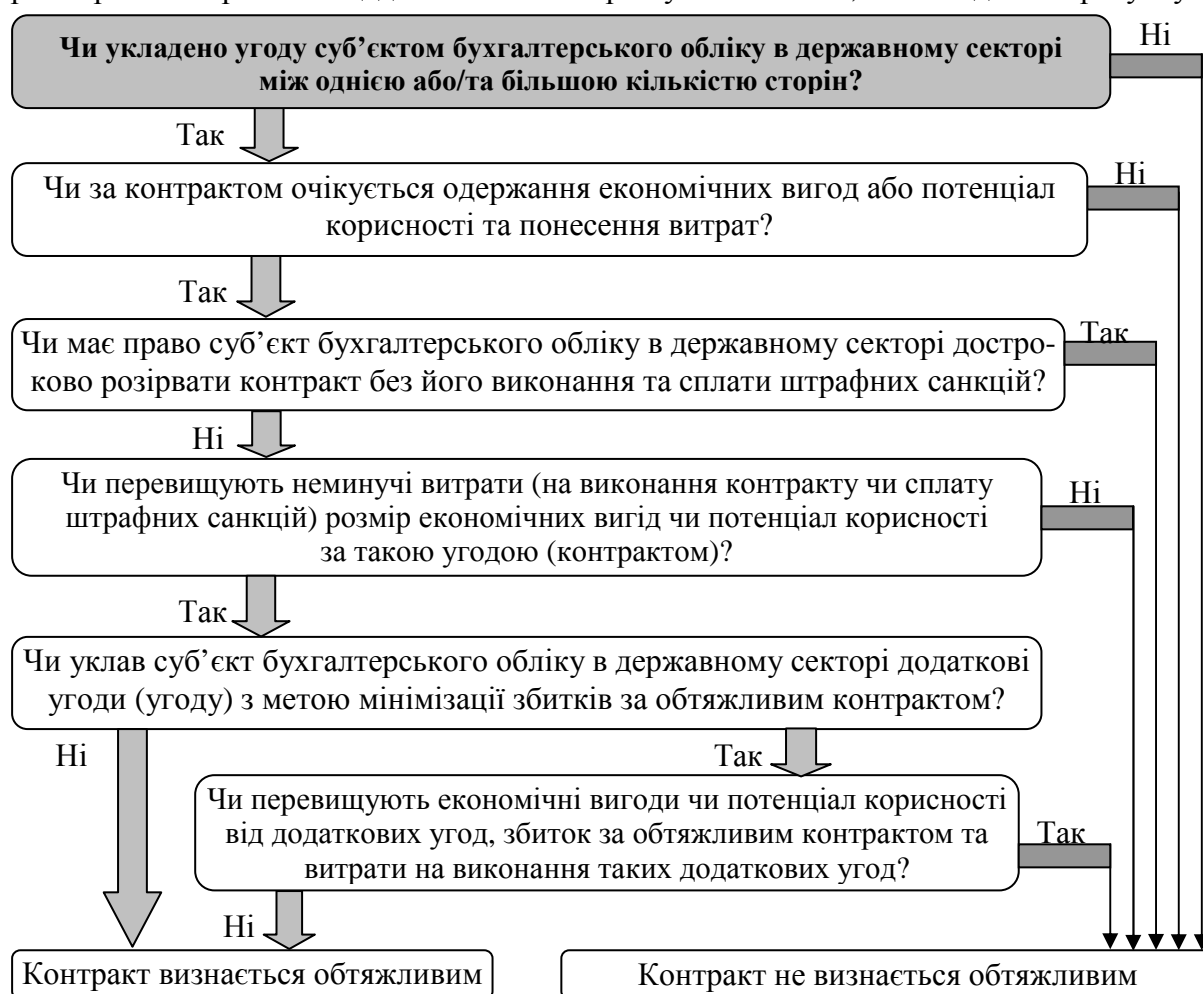 Чи укладено угоду суб’єктом бухгалтерського обліку в державному секторі
між однією або/та більшою кількістю сторін?
Ні
Так
Чи за контрактом очікується одержання економічних вигод або потенціал
корисності та понесення витрат?
Ні
Так
Чи має право суб’єкт бухгалтерського обліку в державному секторі достро-
ково розірвати контракт без його виконання та сплати штрафних санкцій?
Так
Ні
Чи перевищують неминучі витрати (на виконання контракту чи сплату
штрафних санкцій) розмір економічних вигід чи потенціал корисності
за такою угодою (контрактом)?
Ні
Так
Чи уклав суб’єкт бухгалтерського обліку в державному секторі додаткові
угоди (угоду) з метою мінімізації збитків за обтяжливим контрактом?
Ні
Так
Чи перевищують економічні вигоди чи потенціал корисності
від додаткових угод, збиток за обтяжливим контрактом та
витрати на виконання таких додаткових угод?
Так
Ні
Контракт визнається обтяжливим
Контракт не визнається обтяжливим